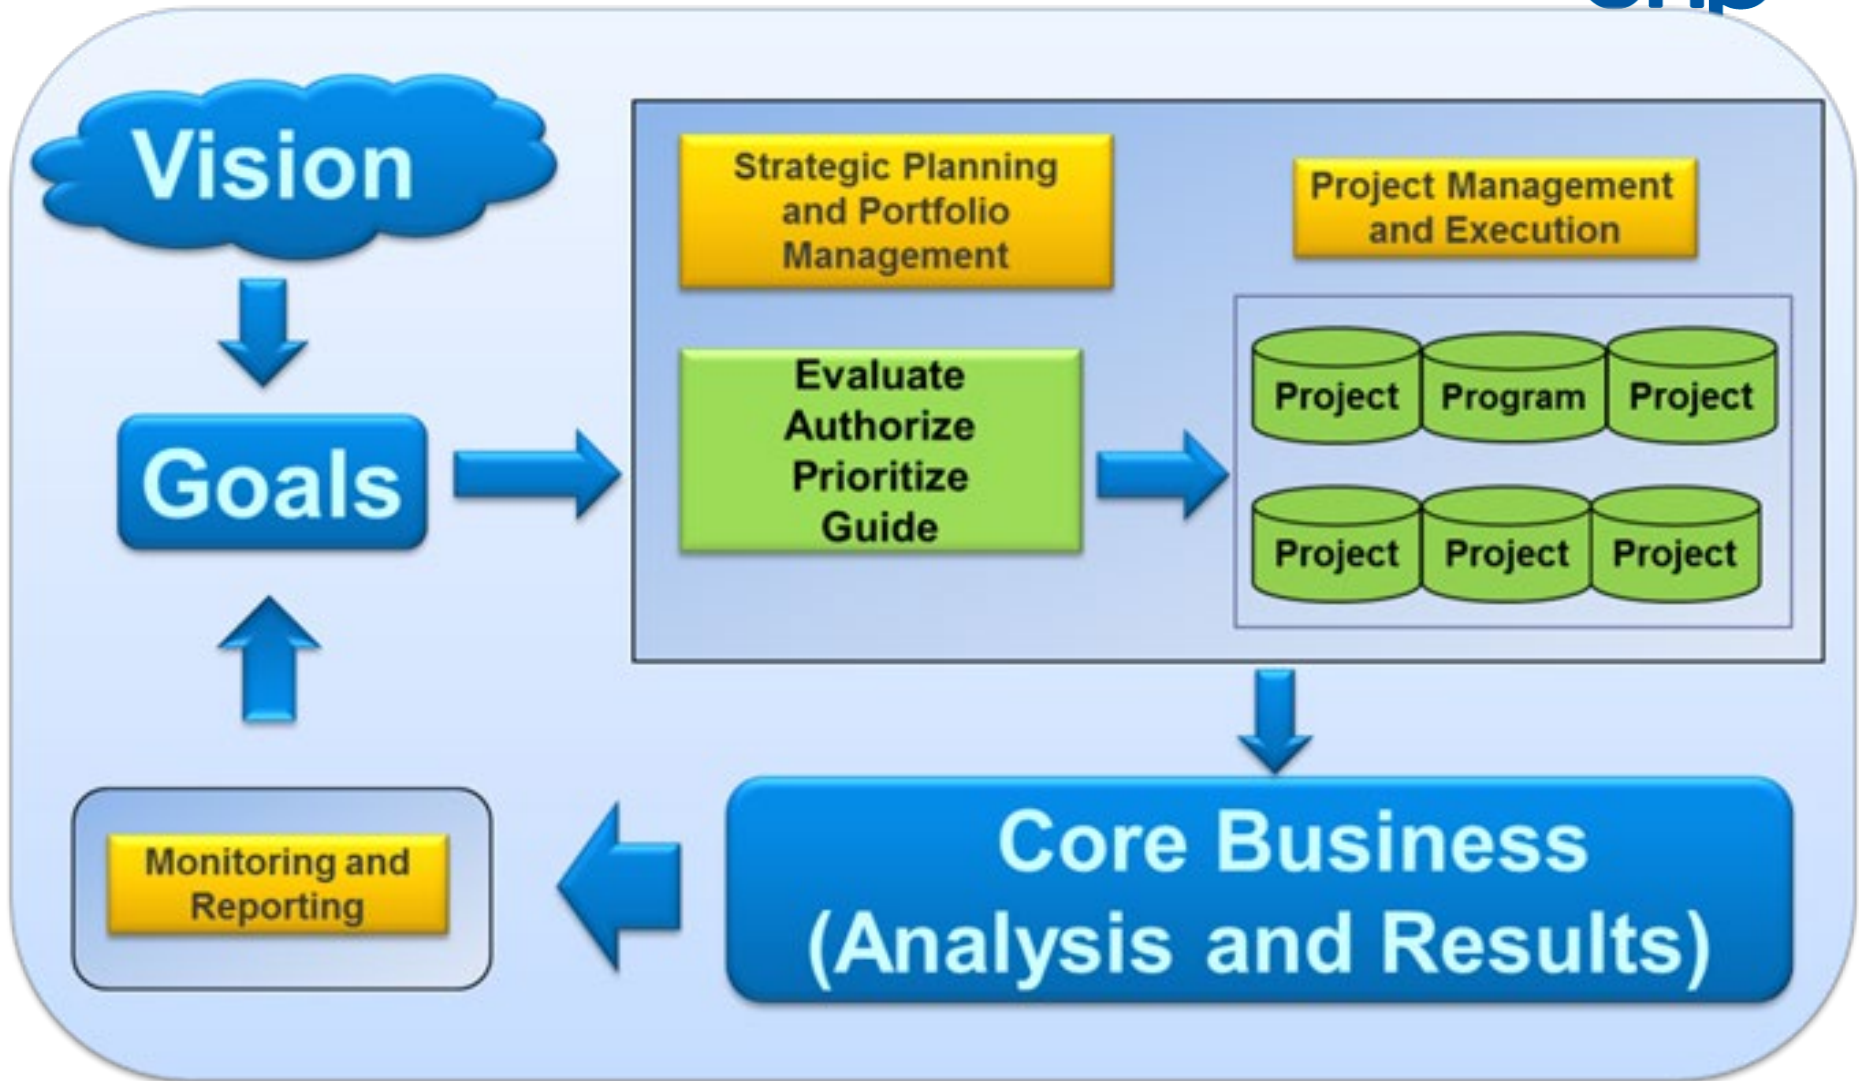 Vision
Strategic Planning
and Portfolio
Management
Project Management
and Execution
Evaluate
Authorize
Prioritize
Guide
Project
Program
Project
Goals
Project
Project
Project
Monitoring and
Reporting
Core Business
(Analysis and Results)